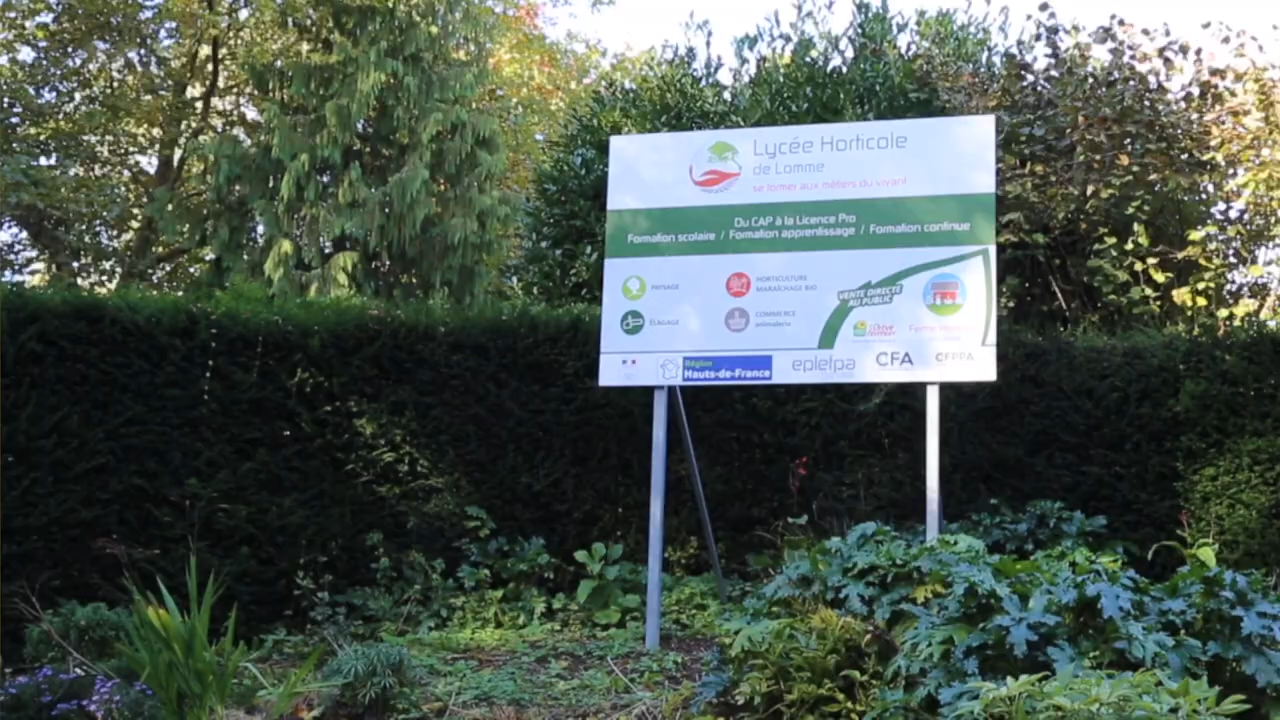 Lycée Horticole
de Lomme
se former aux métiers du vivant
Du CAP à la Licence Pro
Formation scolaire / Formation apprentissage / Formation continue
PAYSAGE
HORTICULTURE
MARAÎCHAGE BIO
ÉLAGAGE
COMMERCE
animalerie
VENTE DIRECTE
AU PUBLIC
Région
Hauts-de-France
eplefpa
CFA
CFPPA